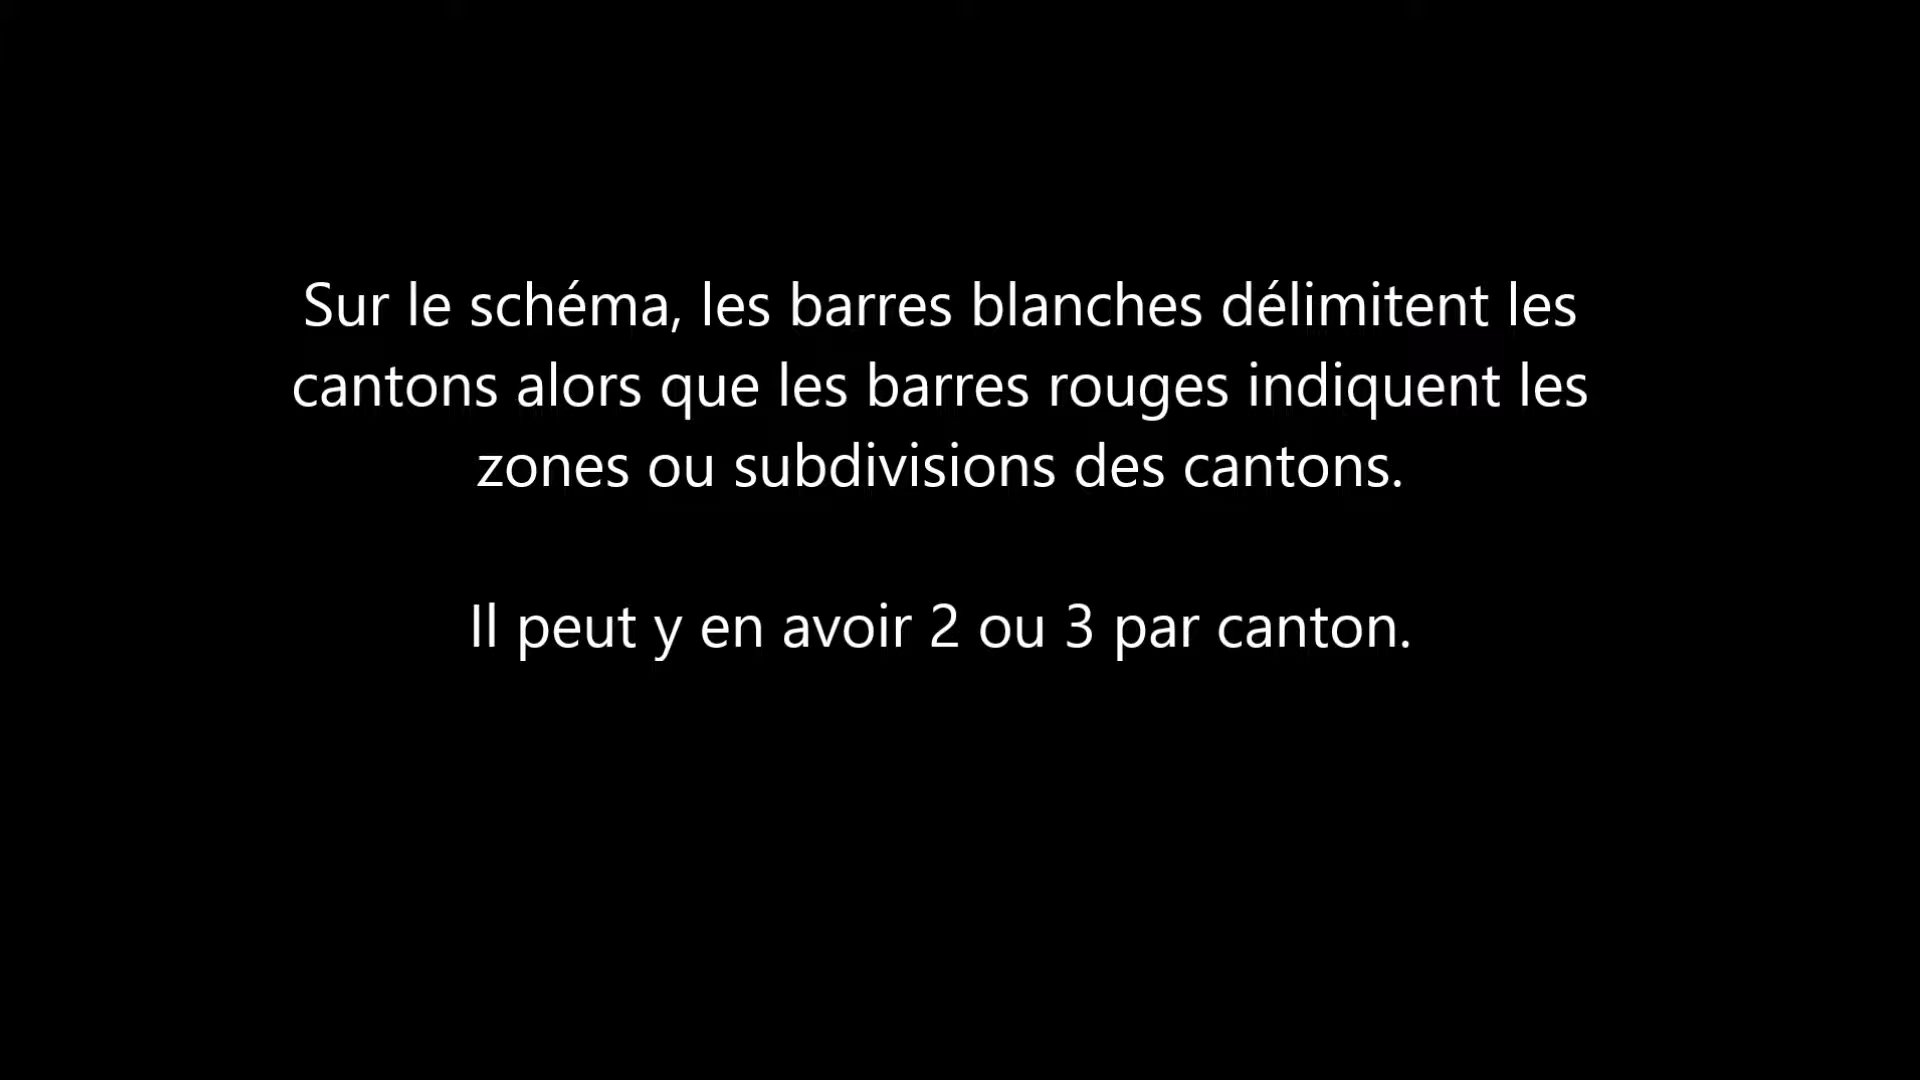 Sur le schéma, les barres blanches délimitent les
cantons alors que les barres rouges indiquent les
zones ou subdivisions des cantons.
Il peut y en avoir 2 ou 3 par canton.